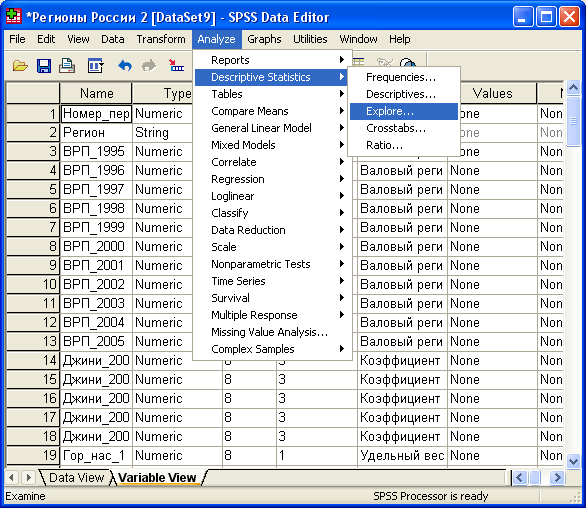 *Регионы России 2 [DataSet9] - SPSS Data Editor
File Edit View Data Transform Analyze Graphs Utilities Window Help
Reports
Descriptive Statistics
Tables
Compare Means
General Linear Model
Mixed Models
Correlate
Regression
Loglinear
Classify
Data Reduction
Scale
Nonparametric Tests
Time Series
Survival
Multiple Response
Missing Value Analysis...
Complex Samples
Frequencies...
Descriptives...
Explore...
Crosstabs...
Ratio...
Name Type Values
1 Номер_пер Numeric None Non
2 Регион String None Non
3 ВРП_1995 Numeric None Non
4 ВРП_1996 Numeric Валовый реги None Non
5 ВРП_1997 Numeric Валовый реги None Non
6 ВРП_1998 Numeric Валовый реги None Non
7 ВРП_1999 Numeric Валовый реги None Non
8 ВРП_2000 Numeric Валовый реги None Non
9 ВРП_2001 Numeric Валовый реги None Non
10 ВРП_2002 Numeric Валовый реги None Non
11 ВРП_2003 Numeric Валовый реги None Non
12 ВРП_2004 Numeric Валовый реги None Non
13 ВРП_2005 Numeric Валовый реги None Non
14 Джини_200 Numeric 8 3 Коэффициент None Non
15 Джини_200 Numeric 8 3 Коэффициент None Non
16 Джини_200 Numeric 8 3 Коэффициент None Non
17 Джини_200 Numeric 8 3 Коэффициент None Non
18 Джини_200 Numeric 8 3 Коэффициент None Non
19 Гор_нас_1 Numeric 8 1 Удельный вес None Non
Data View Variable View
Examine SPSS Processor is ready